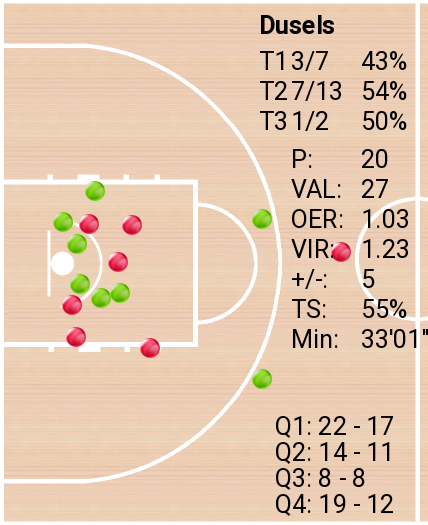 Dusels
T1 3/7 43%
T2 7/13 54%
T3 1/2 50%
P: 20
VAL: 27
OER: 1.03
VIR: 1.23
+/-: 5
TS: 55%
Min: 33'01"
Q1: 22 - 17
Q2: 14 - 11
Q3: 8 - 8
Q4: 19 - 12